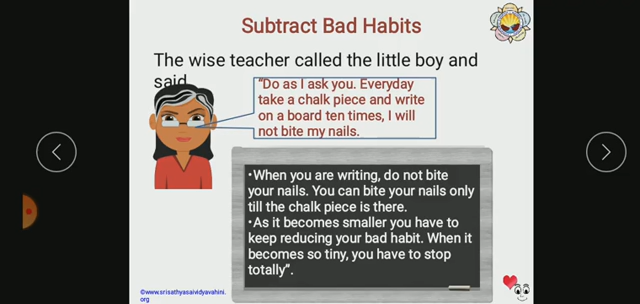 Subtract Bad Habits
The wise teacher called the little boy and
said
“Do as I ask you. Everyday
take a chalk piece and write
on a board ten times, I will
not bite my nails.
•When you are writing, do not bite
your nails. You can bite your nails only
till the chalk piece is there.
•As it becomes smaller you have to
keep reducing your bad habit. When it
becomes so tiny, you have to stop
totally”.
©www.srisathyasaividyavahini.
org